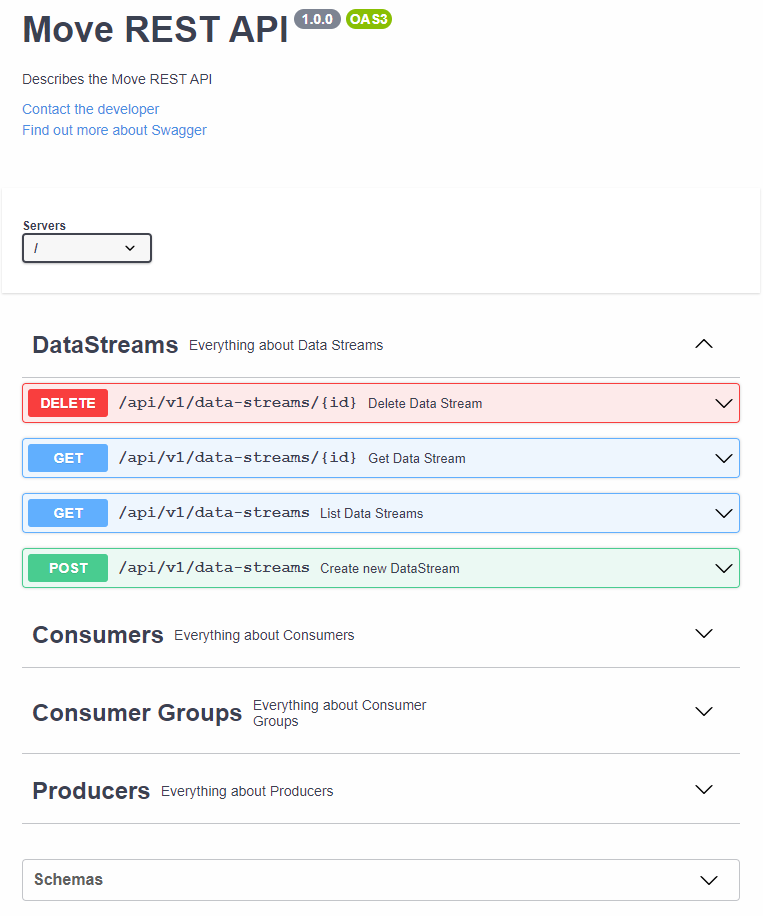 Move REST API 1.0.0 OAS3
Describes the Move REST API
Contact the developer
Find out more about Swagger
Servers
/
DataStreams Everything about Data Streams
DELETE /api/v1/data-streams/{id} Delete Data Stream
GET /api/v1/data-streams/{id} Get Data Stream
GET /api/v1/data-streams List Data Streams
POST /api/v1/data-streams Create new DataStream
Consumers Everything about Consumers
Consumer Groups Everything about Consumer
Groups
Producers Everything about Producers
Schemas